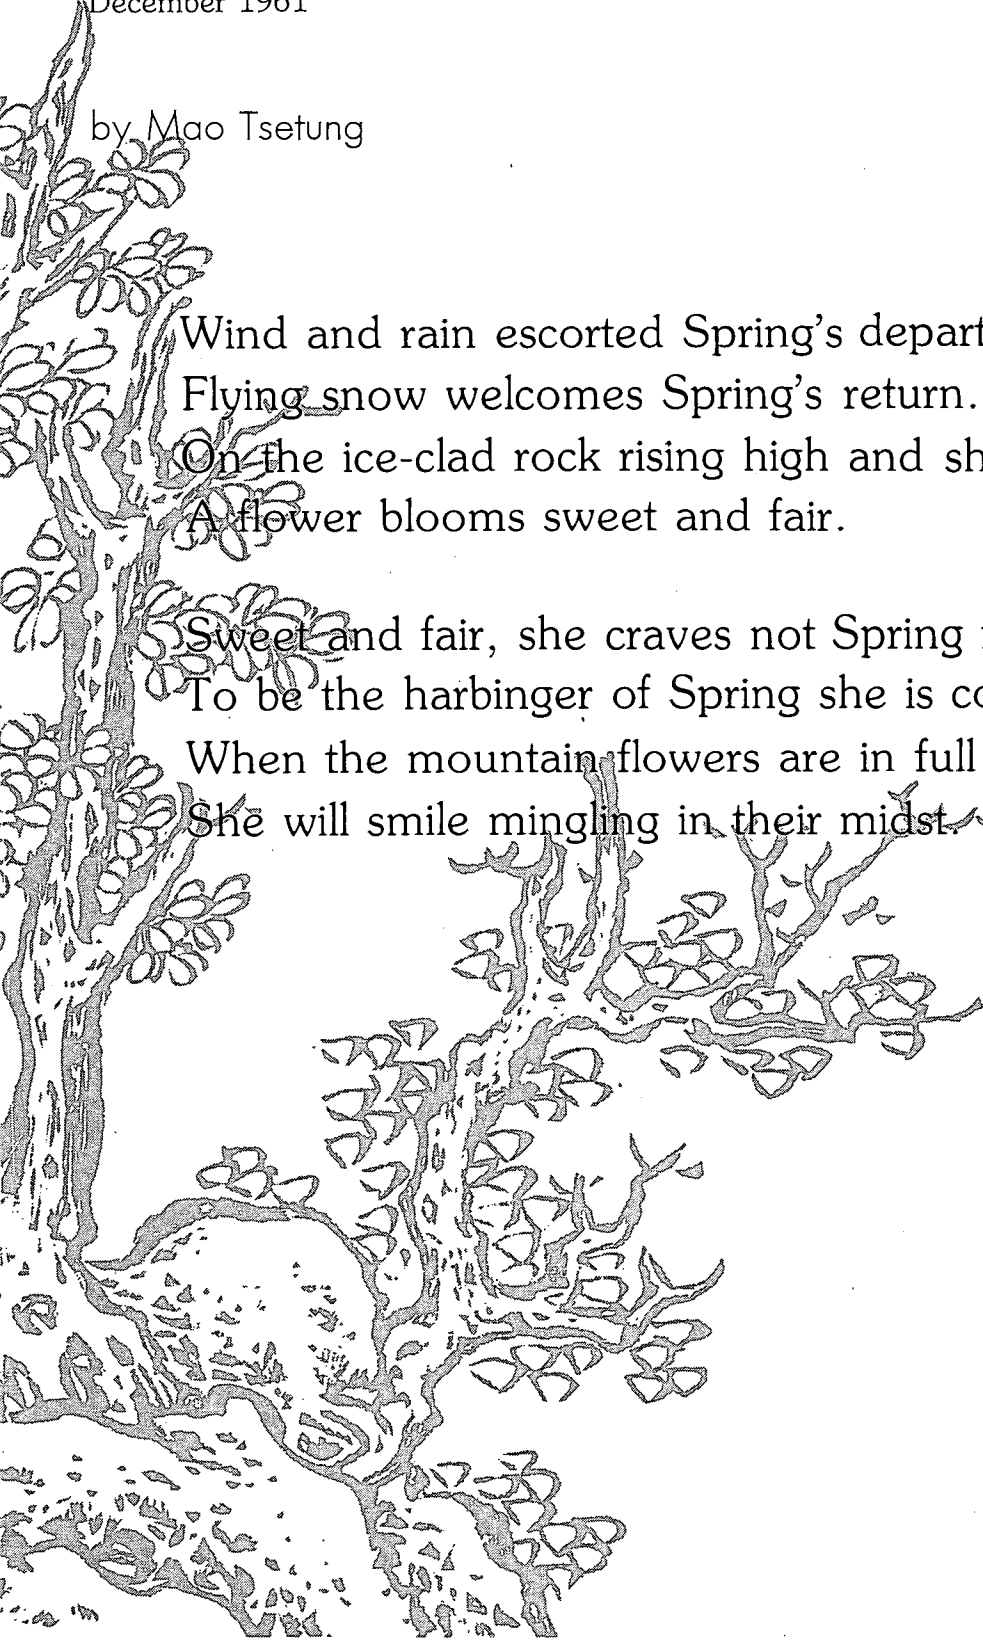 December 1961
by Mao Tsetung
Wind and rain escorted Spring's depart
Flying snow welcomes Spring's return.
On the ice-clad rock rising high and sh
A flower blooms sweet and fair.
Sweet and fair, she craves not Spring
To be the harbinger of Spring she is co
When the mountain flowers are in full
She will smile mingling in their midst.